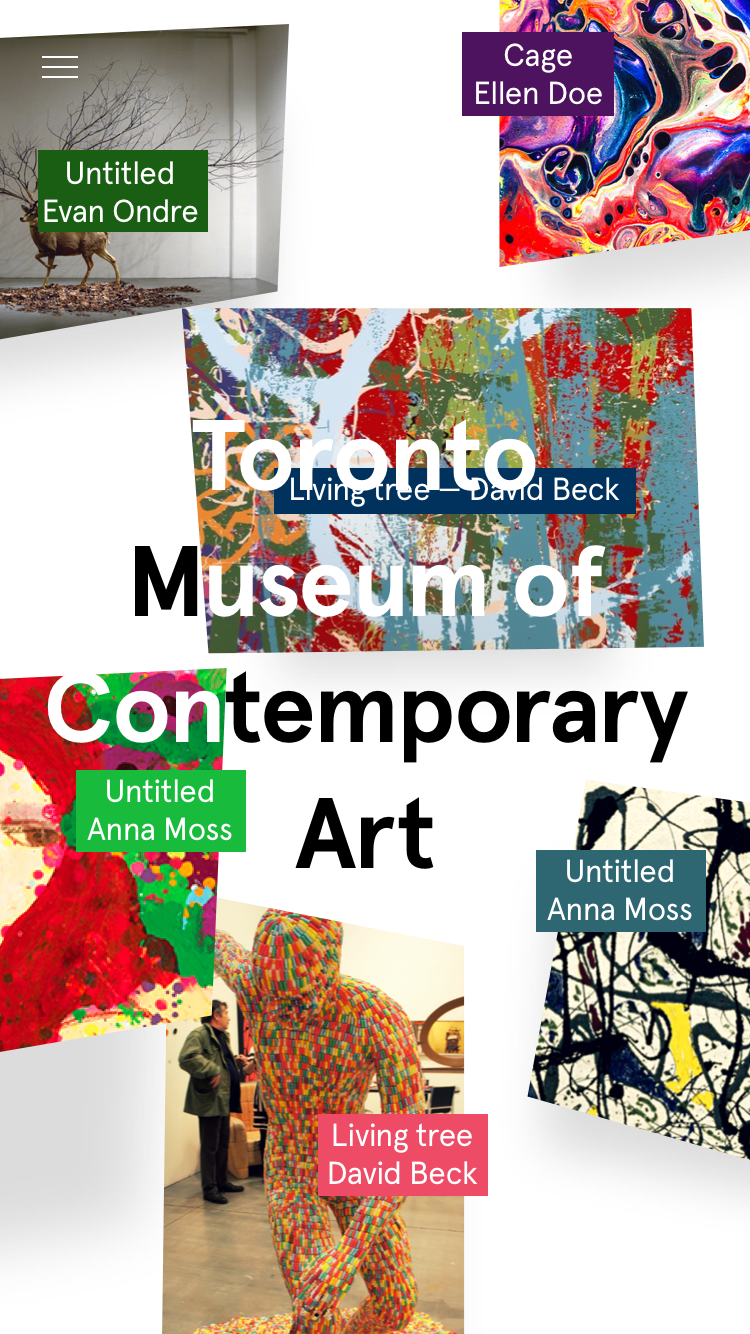 Cage
Ellen Doe
Untitled
Evan Ondre
Toronto
Living tree — David Beck
Museum of
Contemporary
Untitled
Anna Moss
Art
Untitled
Anna Moss
Living tree
David Beck